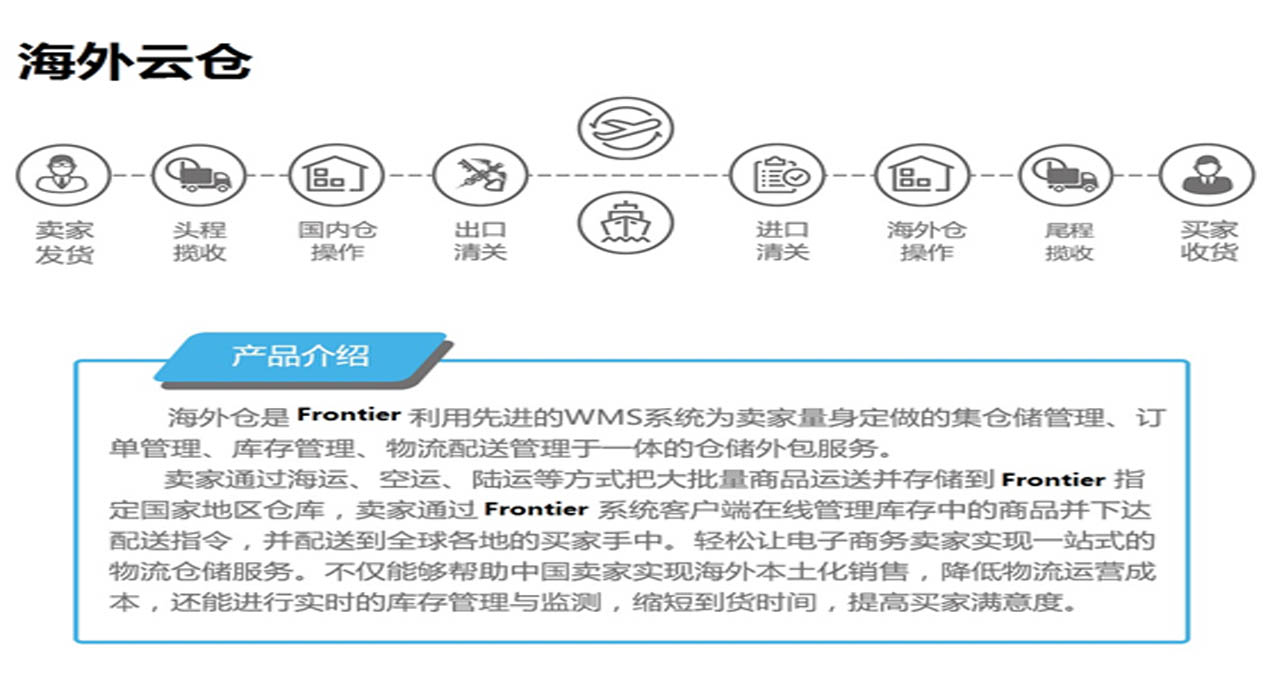 海外云仓
卖家
发货
头程
揽收
国内仓
操作
出口
清关
进口
清关
海外仓
操作
尾程
揽收
买家
收货
产品介绍
海外仓是 Frontier 利用先进的WMS系统为卖家量身定做的集仓储管理、订
单管理、库存管理、物流配送管理于一体的仓储外包服务。
卖家通过海运、空运、陆运等方式把大批量商品运送并存储到 Frontier 指
定国家地区仓库，卖家通过 Frontier 系统客户端在线管理库存中的商品并下达
配送指令，并配送到全球各地的买家手中。轻松让电子商务卖家实现一站式的
物流仓储服务。不仅能够帮助中国卖家实现海外本土化销售，降低物流运营成
本，还能进行实时的库存管理与监测，缩短到货时间，提高买家满意度。